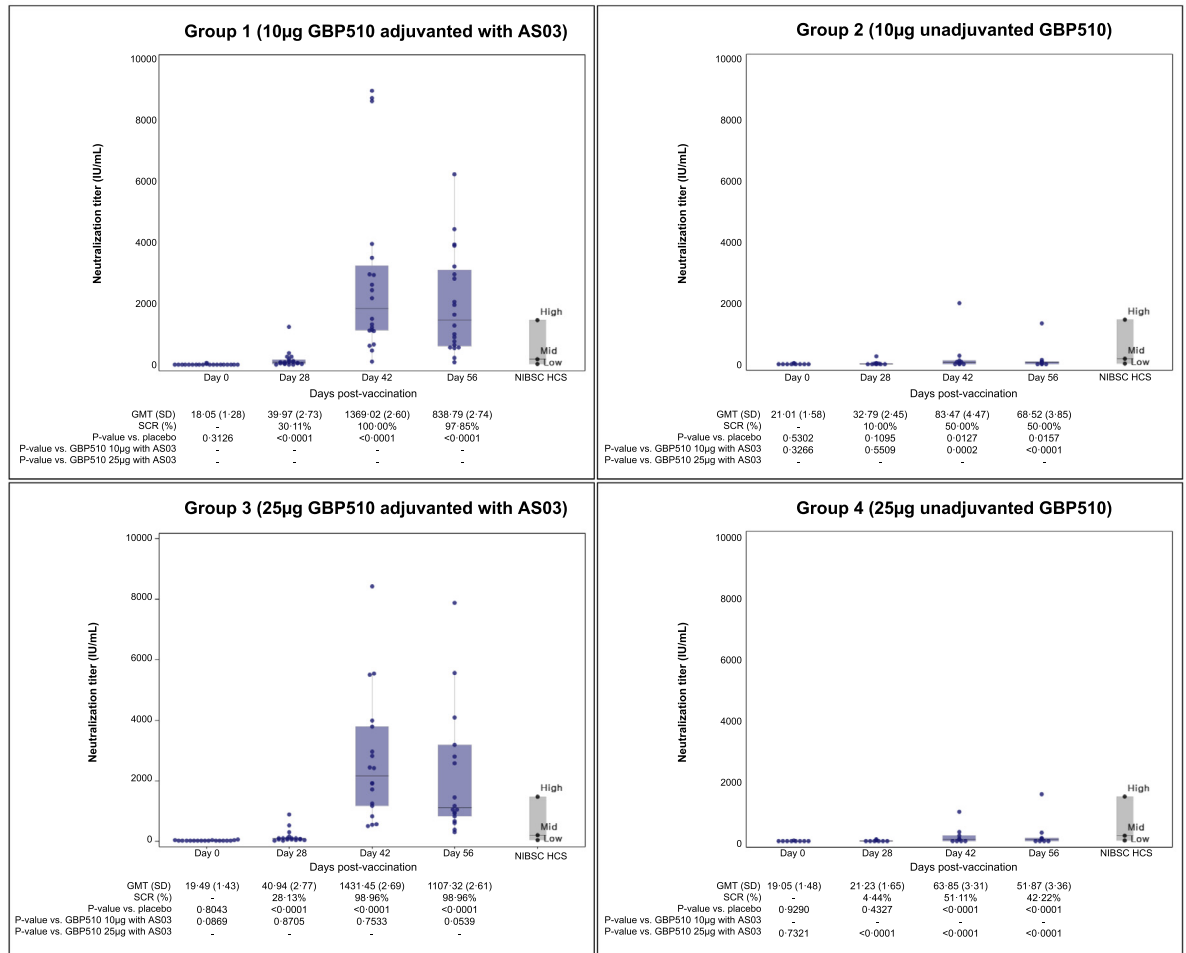 Group 1 (10µg GBP510 adjuvanted with AS03)
10000
8000
6000
4000
2000
0
Neutralization titer (IU/mL)
High
Mid
Low
Day 0 Day 28 Day 42 Day 56 NIBSC HCS
Days post-vaccination
GMT (SD) 18·05 (1·28) 39·97 (2·73) 1369·02 (2·60) 838·79 (2·74)
SCR (%) - 30·11% 100·00% 97·85%
P-value vs. placebo 0·3126 <0·0001 <0·0001 <0·0001
P-value vs. GBP510 10µg with AS03 - - - -
P-value vs. GBP510 25µg with AS03 - - - -
Group 2 (10µg unadjuvanted GBP510)
10000
8000
6000
4000
2000
0
Neutralization titer (IU/mL)
High
Mid
Low
Day 0 Day 28 Day 42 Day 56 NIBSC HCS
Days post-vaccination
GMT (SD) 21·01 (1·58) 32·79 (2·45) 83·47 (4·47) 68·52 (3·85)
SCR (%) - 10·00% 50·00% 50·00%
P-value vs. placebo 0·5302 0·1095 0·0127 0·0157
P-value vs. GBP510 10µg with AS03 0·3266 0·5509 0·0002 <0·0001
P-value vs. GBP510 25µg with AS03 - - - -
Group 3 (25µg GBP510 adjuvanted with AS03)
10000
8000
6000
4000
2000
0
Neutralization titer (IU/mL)
High
Mid
Low
Day 0 Day 28 Day 42 Day 56 NIBSC HCS
Days post-vaccination
GMT (SD) 19·49 (1·43) 40·94 (2·77) 1431·45 (2·69) 1107·32 (2·61)
SCR (%) - 28·13% 98·96% 98·96%
P-value vs. placebo 0·8043 <0·0001 <0·0001 <0·0001
P-value vs. GBP510 10µg with AS03 0·0869 0·8705 0·7533 0·0539
P-value vs. GBP510 25µg with AS03 - - - -
Group 4 (25µg unadjuvanted GBP510)
10000
8000
6000
4000
2000
0
Neutralization titer (IU/mL)
High
Mid
Low
Day 0 Day 28 Day 42 Day 56 NIBSC HCS
Days post-vaccination
GMT (SD) 19·05 (1·48) 21·23 (1·65) 63·85 (3·31) 51·87 (3·36)
SCR (%) - 4·44% 51·11% 42·22%
P-value vs. placebo 0·9290 0·4327 <0·0001 <0·0001
P-value vs. GBP510 10µg with AS03 - - - -
P-value vs. GBP510 25µg with AS03 0·7321 <0·0001 <0·0001 <0·0001